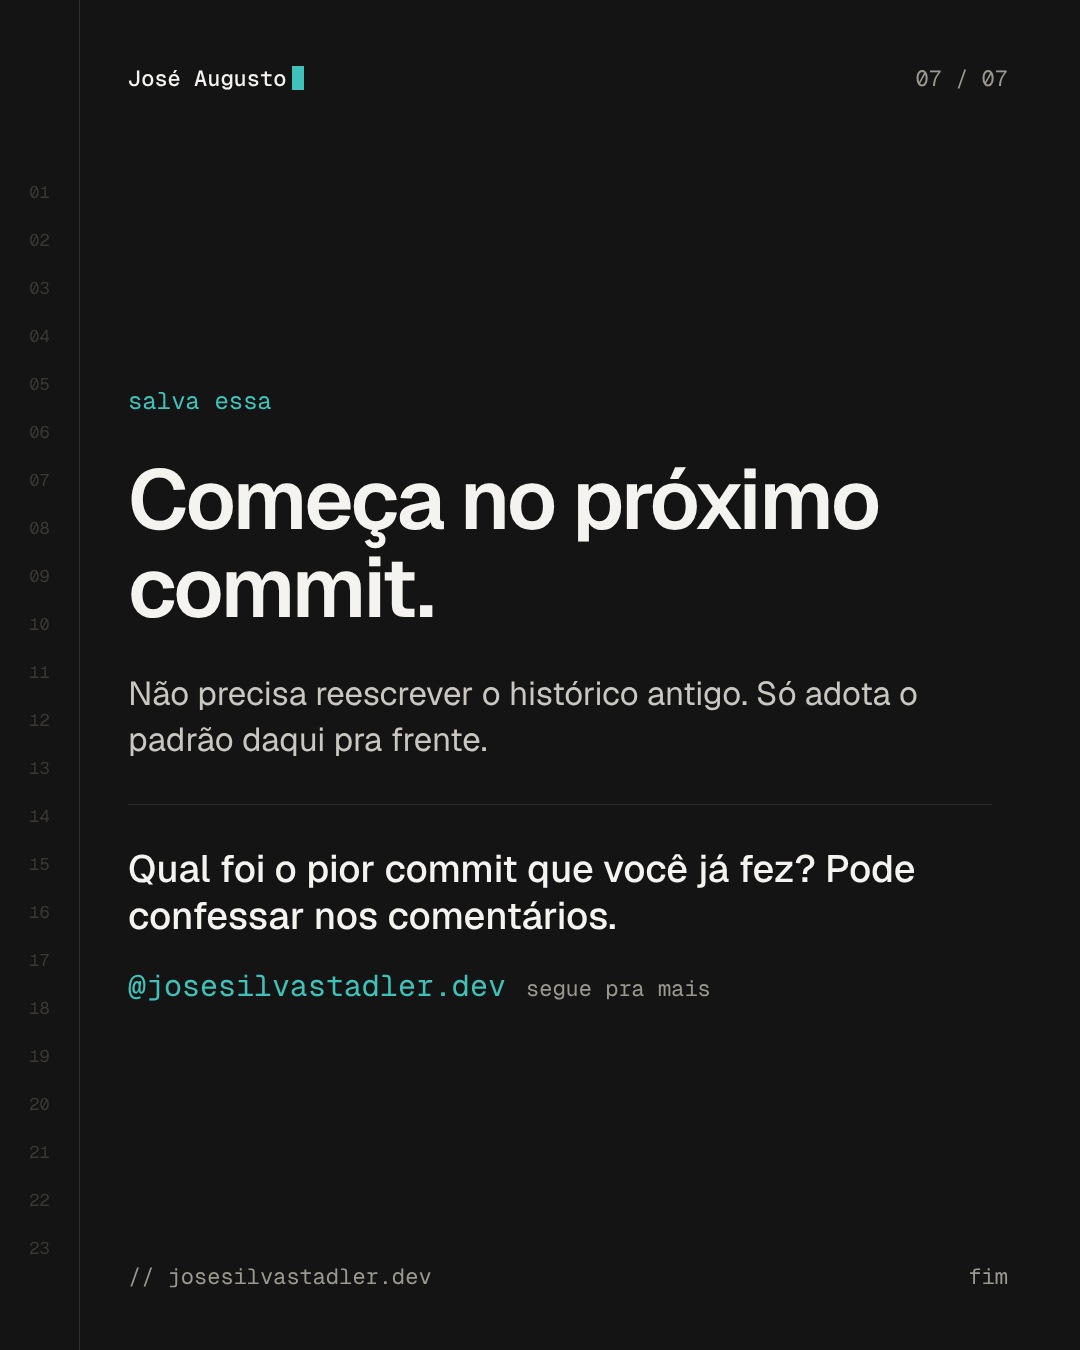 José Augusto
07 / 07
01
02
03
04
05
salva essa
06
07
Começa no próximo
08
09
commit.
10
11
Não precisa reescrever o histórico antigo. Só adota o
12
padrão daqui pra frente.
13
14
15
Qual foi o pior commit que você já fez? Pode
16
confessar nos comentários.
17
@josesilvastadler.dev segue pra mais
18
19
20
21
22
23
// josesilvastadler.dev
fim